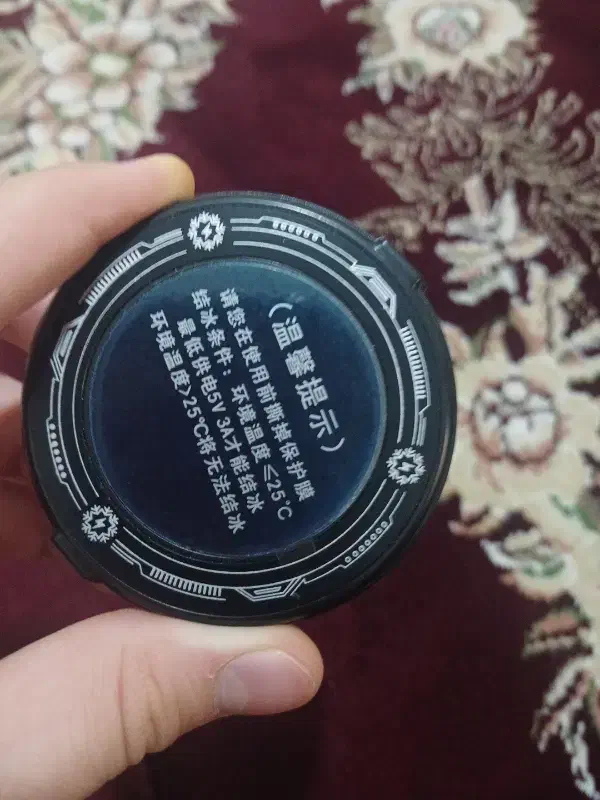 （温馨提示）
请您在使用前撕掉保护膜
结冰条件：环境温度≤25℃
最低供电5V 3A才能结冰
环境温度>25℃将无法结冰